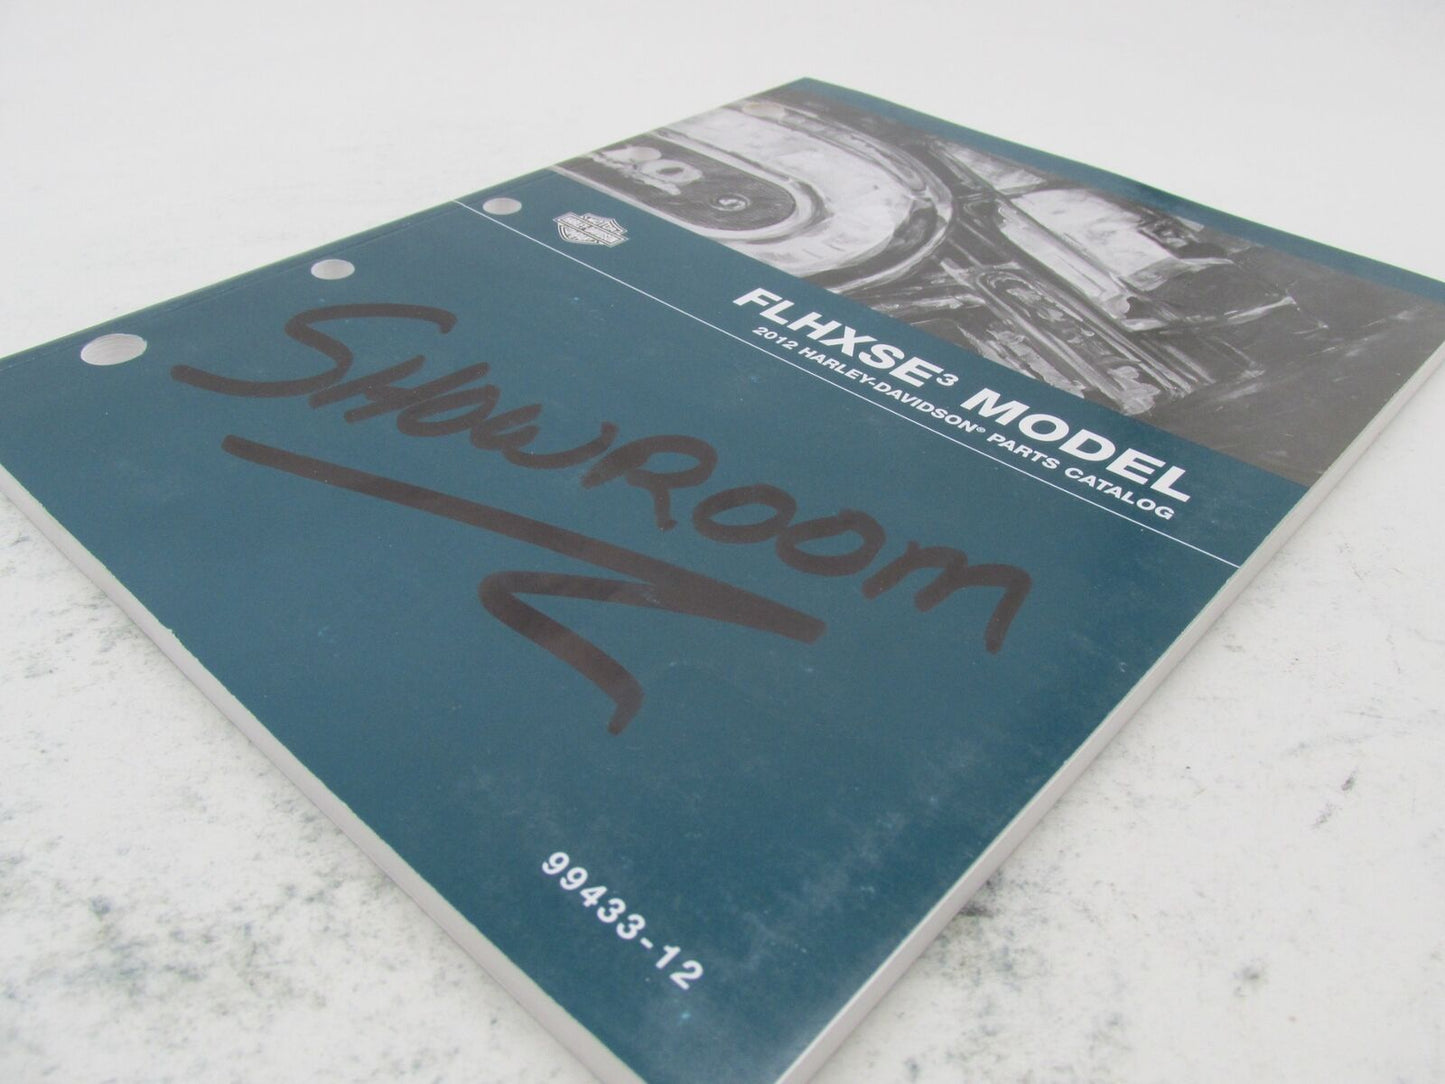 FLHXSE³ MODEL
2012 HARLEY-DAVIDSON® PARTS CATALOG
SHOWROOM
99433-12